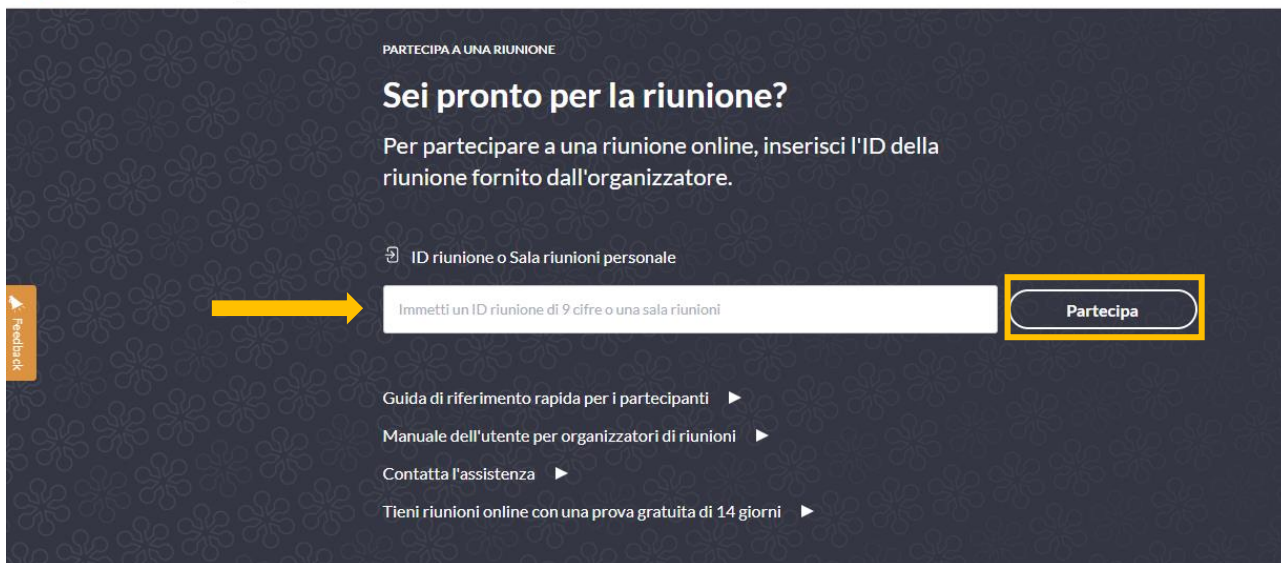 PARTECIPA A UNA RIUNIONE
Sei pronto per la riunione?
Per partecipare a una riunione online, inserisci l'ID della
riunione fornito dall'organizzatore.
ID riunione o Sala riunioni personale
Immetti un ID riunione di 9 cifre o una sala riunioni
Partecipa
Feedback
Guida di riferimento rapida per i partecipanti
Manuale dell'utente per organizzatori di riunioni
Contatta l'assistenza
Tieni riunioni online con una prova gratuita di 14 giorni